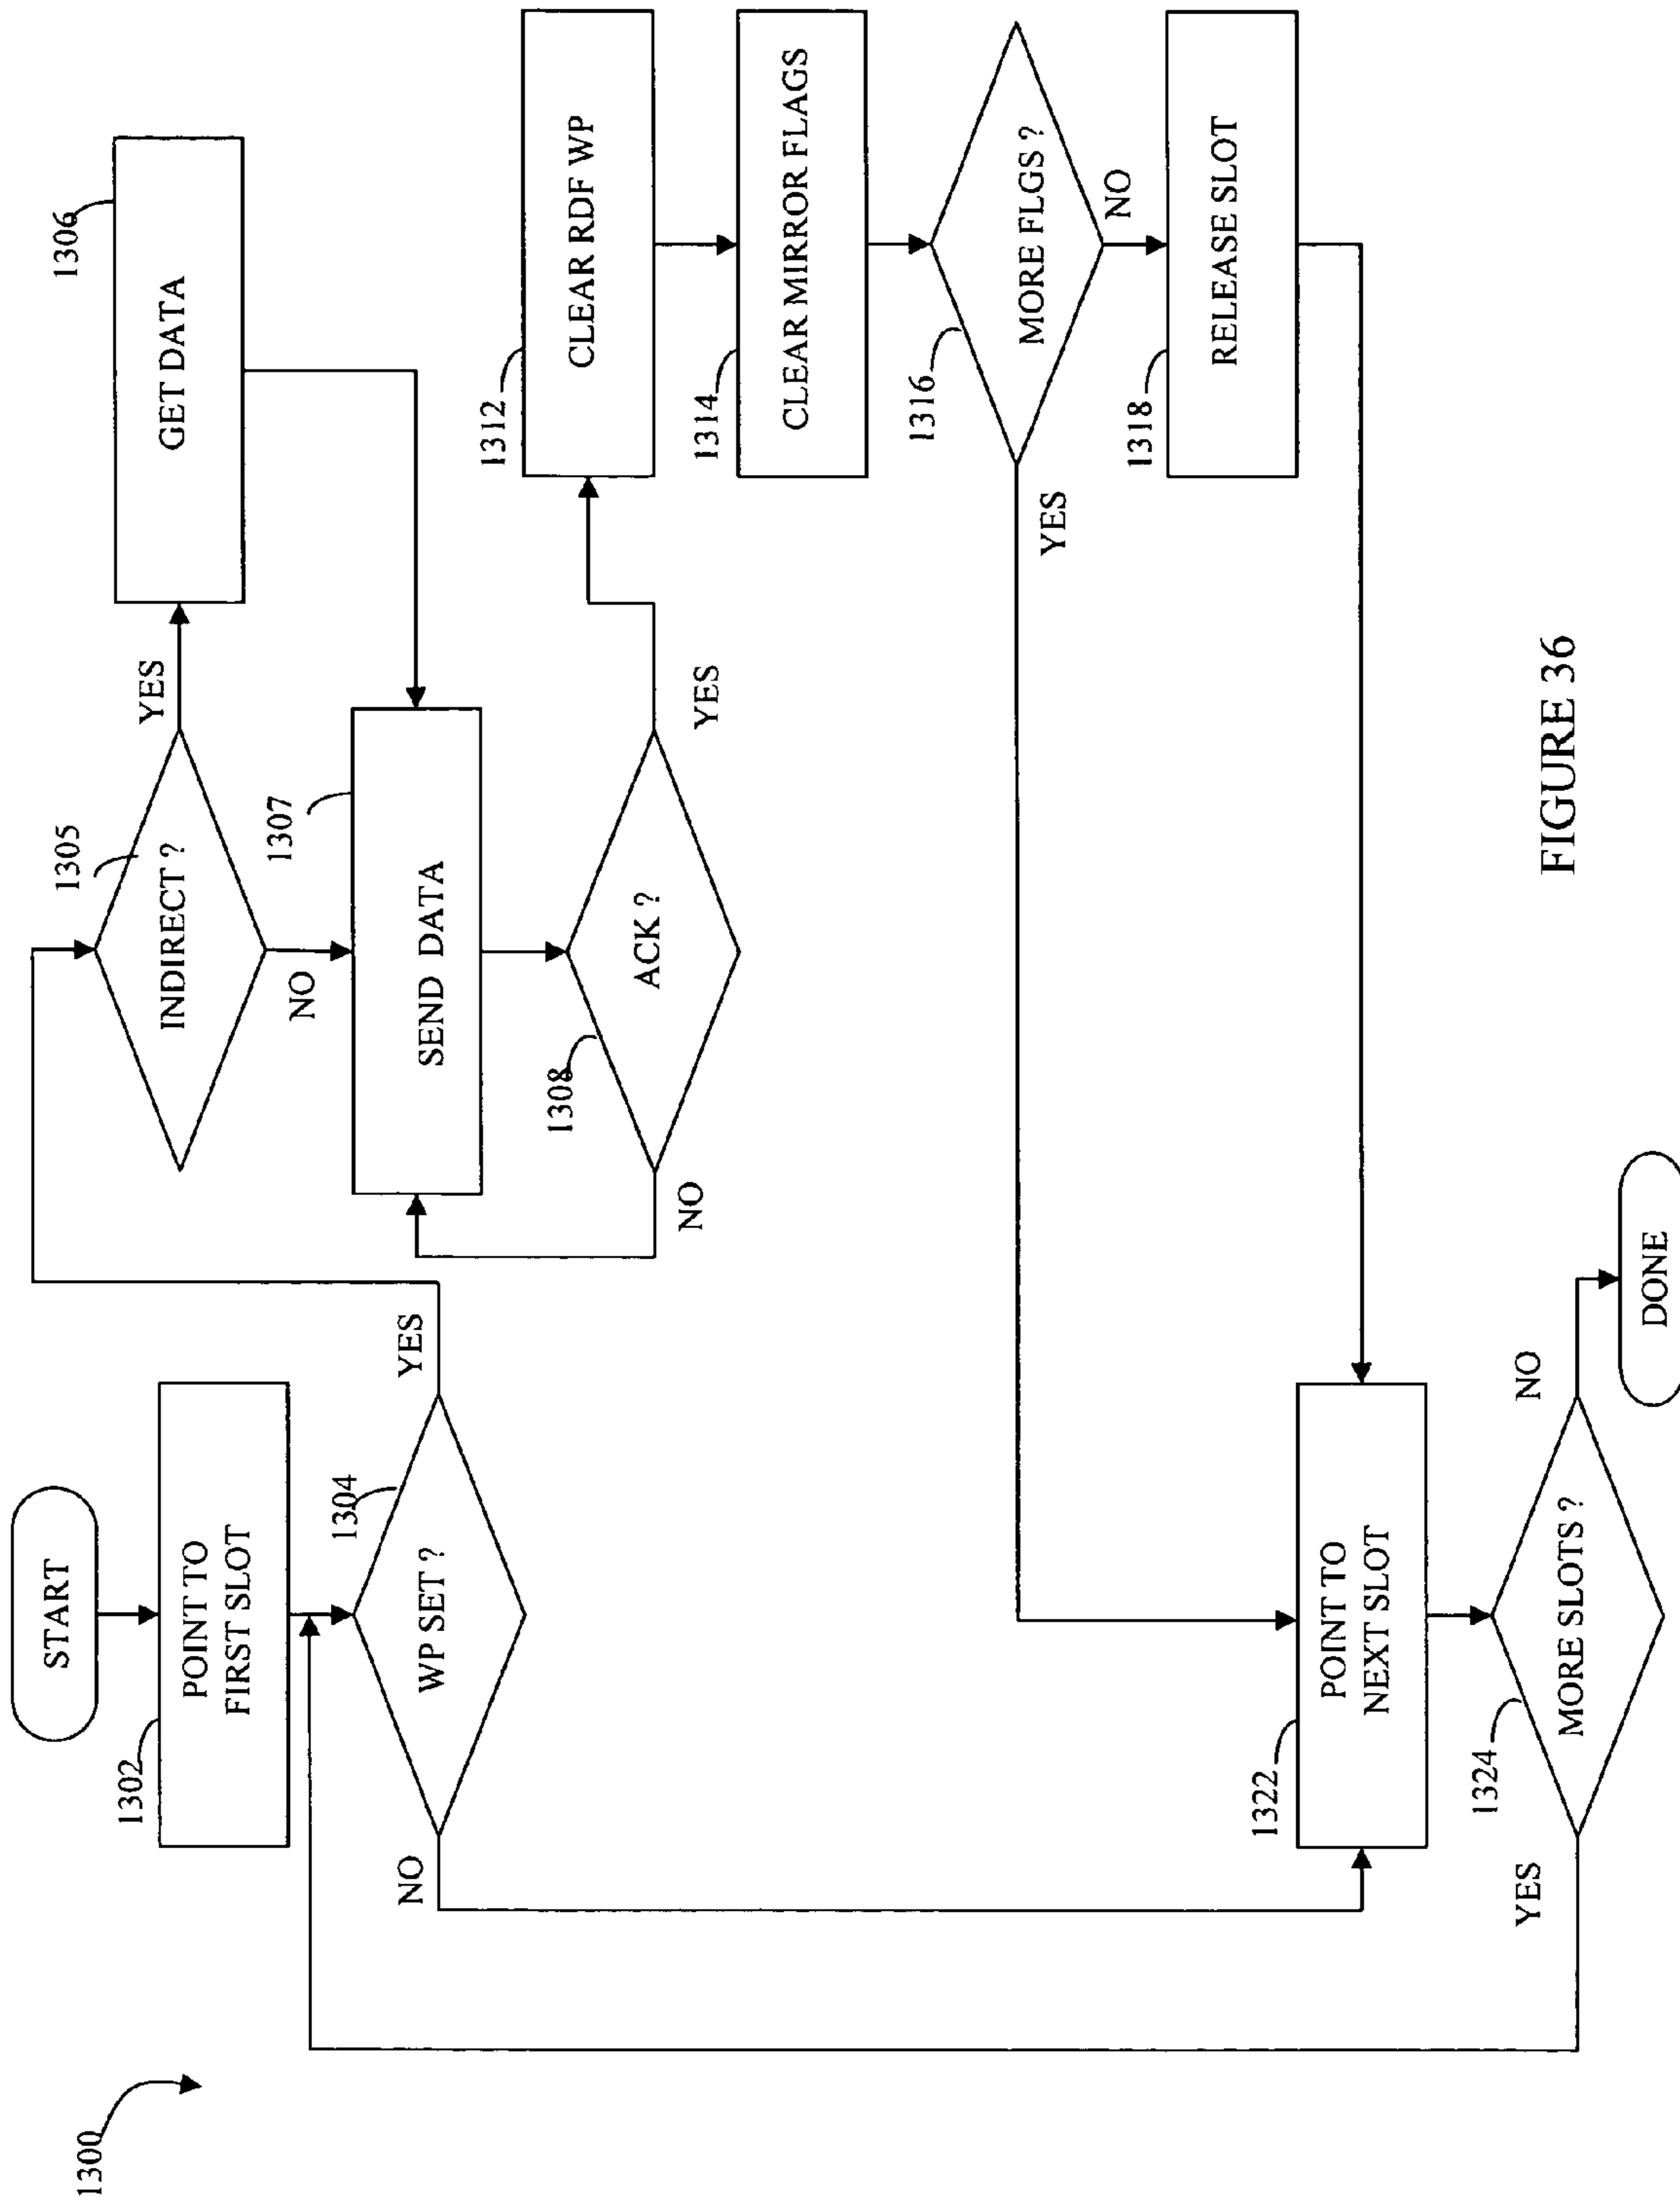 1300
START
1302
POINT TO
FIRST SLOT
1304
WP SET ?
YES
NO
1305
INDIRECT ?
YES
NO
1306
GET DATA
1307
SEND DATA
1308
ACK ?
YES
NO
1312
CLEAR RDF WP
1314
CLEAR MIRROR FLAGS
1316
MORE FLGS ?
YES
NO
1318
RELEASE SLOT
1322
POINT TO
NEXT SLOT
1324
MORE SLOTS ?
YES
NO
DONE
FIGURE 36